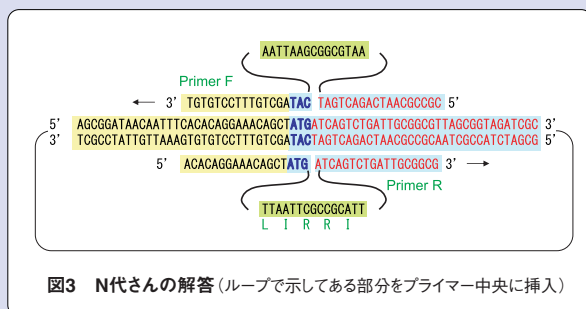 AATTAAGCGGCGTAA
Primer F
← 3' TGTGTCCTTTGTCGATAC TAGTCAGACTAACGCCGC 5'
5' AGCGGATAACAATTTCACACAGGAAACAGCTATGATCAGTCTGATTGCGGCGTTAGCGGTAGATCGC 3'
3' TCGCCTATTGTTAAAGTGTGTCCTTTGTCGATACTAGTCAGACTAACGCCGCAATCGCCATCTAGCG 5'
5' ACACAGGAAACAGCTATG ATCAGTCTGATTGCGGCG 3' →
Primer R
TTAATTCGCCGCATT
L I R R I
図3 N代さんの解答(ループで示してある部分をプライマー中央に挿入)